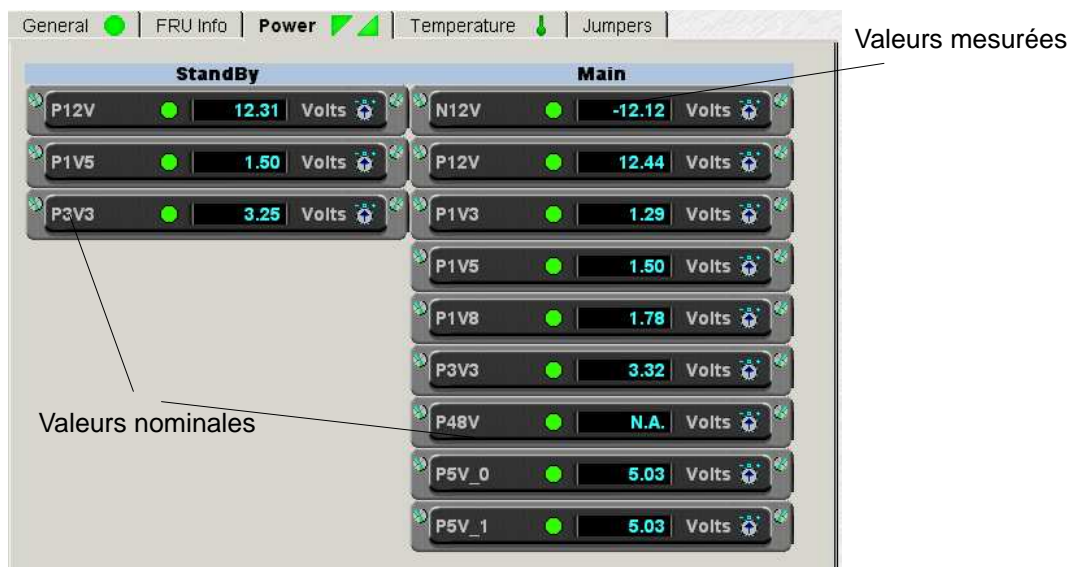 General FRU Info Power Temperature Jumpers
Valeurs mesurées
StandBy
P12V 12.31 Volts
P1V5 1.50 Volts
P3V3 3.25 Volts
Main
N12V -12.12 Volts
P12V 12.44 Volts
P1V3 1.29 Volts
P1V5 1.50 Volts
P1V8 1.78 Volts
P3V3 3.32 Volts
P48V N.A. Volts
P5V_0 5.03 Volts
P5V_1 5.03 Volts
Valeurs nominales